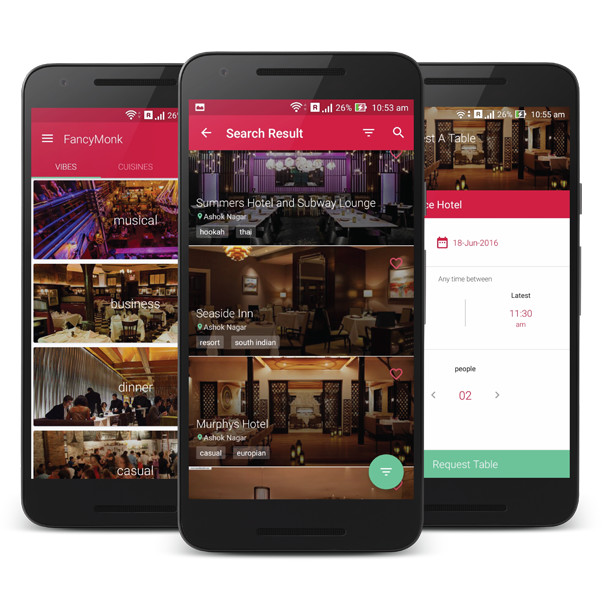 26
FancyMonk
VIBES CUISINES
musical
business
dinner
casual
R 26% 10:53 am
Search Result
Summers Hotel and Subway Lounge
Ashok Nagar
hookah thai
Seaside Inn
Ashok Nagar
resort south indian
Murphys Hotel
Ashok Nagar
casual europian
R 26% 10:55 am
st A Table
ce Hotel
18-Jun-2016
Any time between
Latest
11:30
am
people
02
Request Table